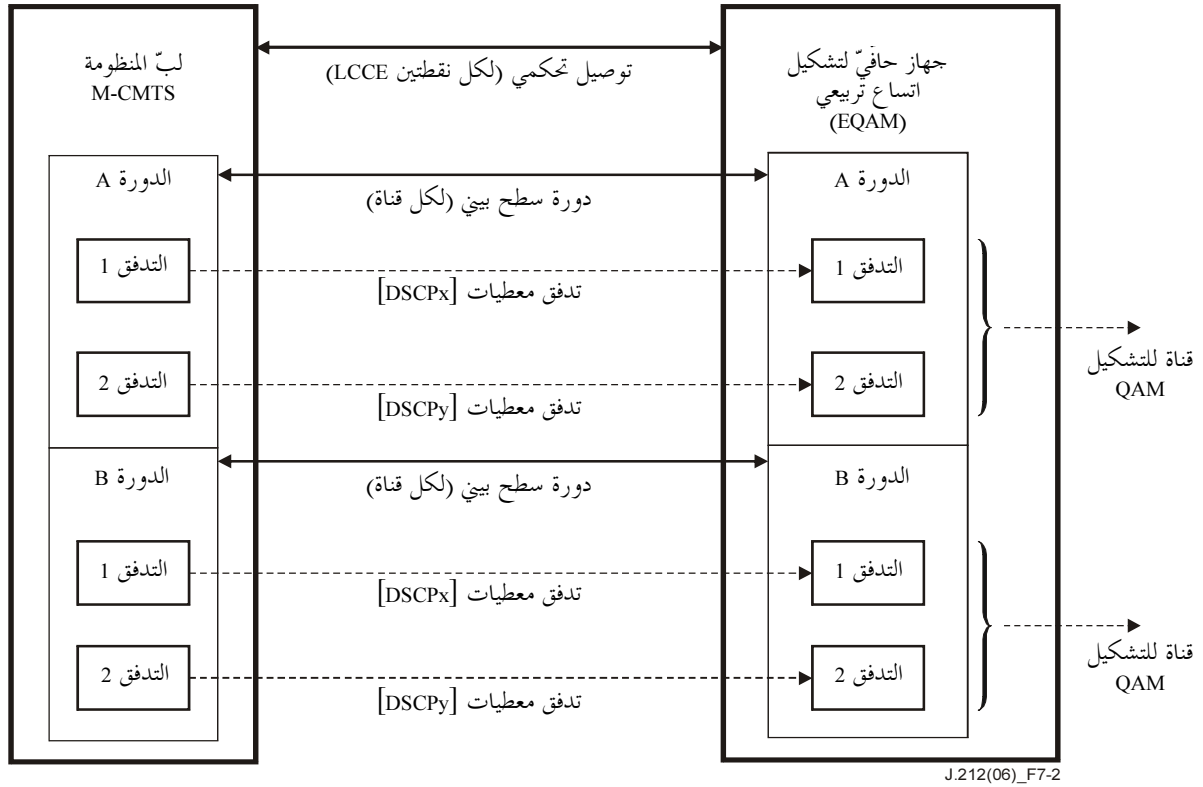 لبّ المنظومة
M-CMTS
توصيل تحكمي (لكل نقطتين LCCE)
جهاز حافّيّ لتشكيل
اتساع تربيعي
(EQAM)
الدورة A
دورة سطح بيني (لكل قناة)
الدورة A
التدفق 1
تدفق معطيات [DSCPx]
التدفق 1
قناة للتشكيل
QAM
التدفق 2
تدفق معطيات [DSCPy]
التدفق 2
الدورة B
دورة سطح بيني (لكل قناة)
الدورة B
التدفق 1
تدفق معطيات [DSCPx]
التدفق 1
قناة للتشكيل
QAM
التدفق 2
تدفق معطيات [DSCPy]
التدفق 2
J.212(06)_F7-2